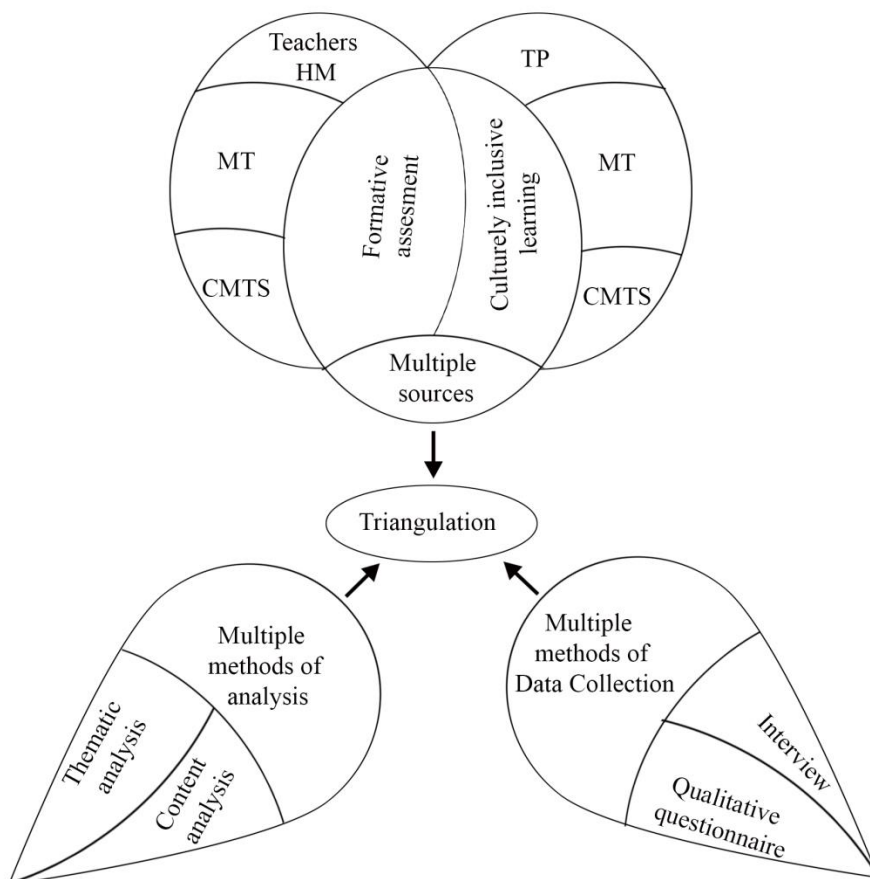 Teachers
HM
TP
MT
MT
CMTS
CMTS
Formative
assesment
Culturely inclusive
learning
Multiple
sources
Triangulation
Multiple
methods of
analysis
Thematic
analysis
Content
analysis
Multiple
methods of
Data Collection
Interview
Qualitative
questionnaire